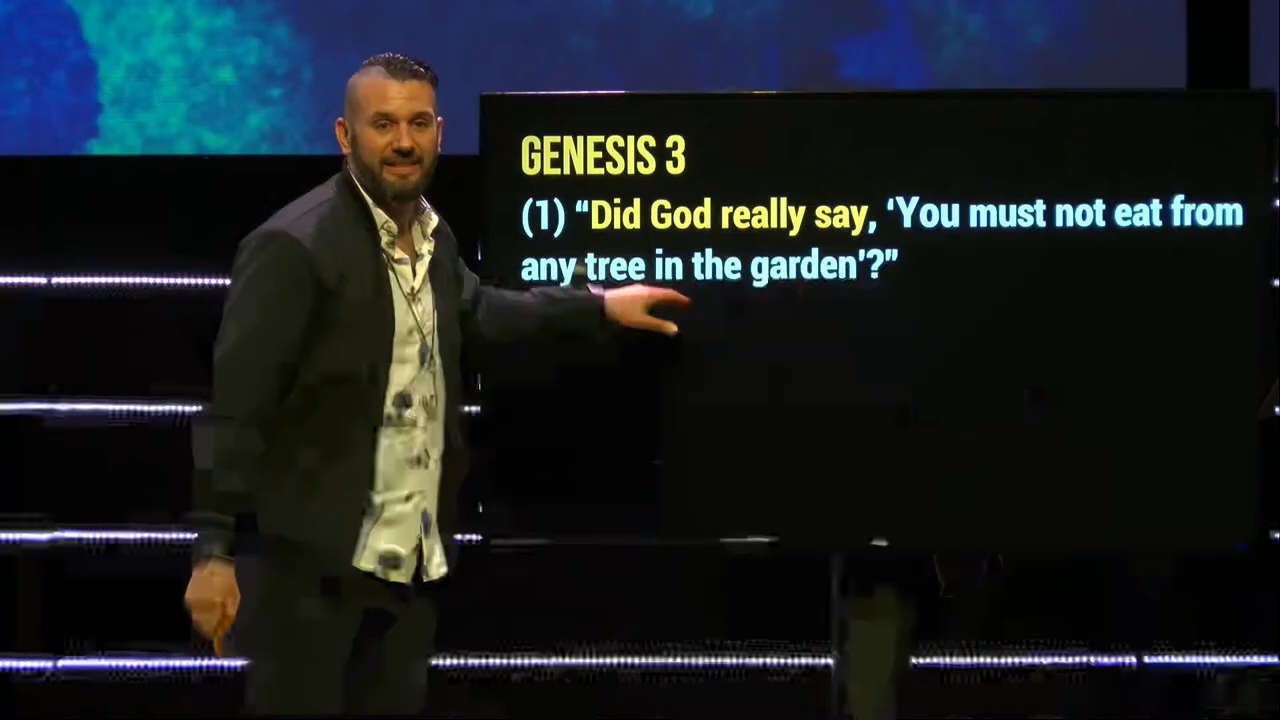 GENESIS 3
(1) “Did God really say, ‘You must not eat from
any tree in the garden’?”